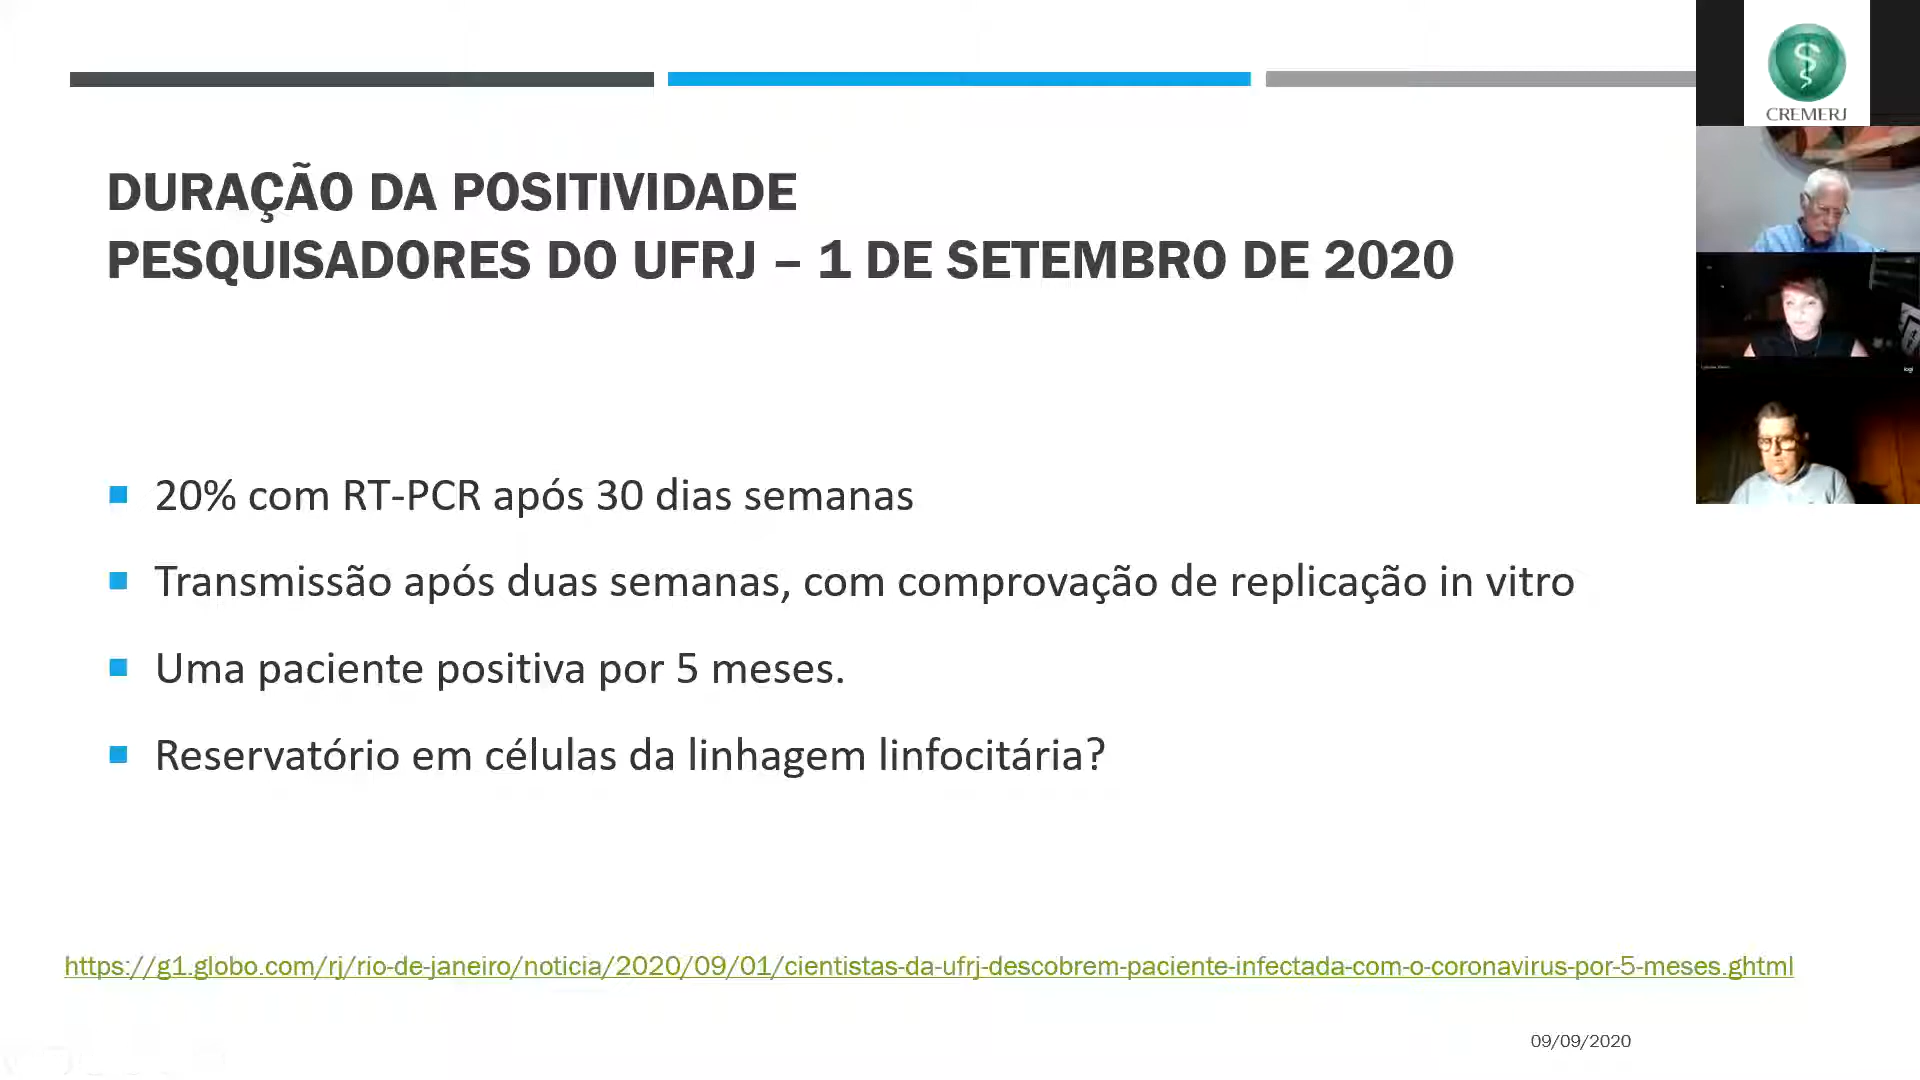 CREMERJ
DURAÇÃO DA POSITIVIDADE
PESQUISADORES DO UFRJ – 1 DE SETEMBRO DE 2020
20% com RT-PCR após 30 dias semanas
Transmissão após duas semanas, com comprovação de replicação in vitro
Uma paciente positiva por 5 meses.
Reservatório em células da linhagem linfocitária?
https://g1.globo.com/rj/rio-de-janeiro/noticia/2020/09/01/cientistas-da-ufrj-descobrem-paciente-infectada-com-o-coronavirus-por-5-meses.ghtml
09/09/2020
logi